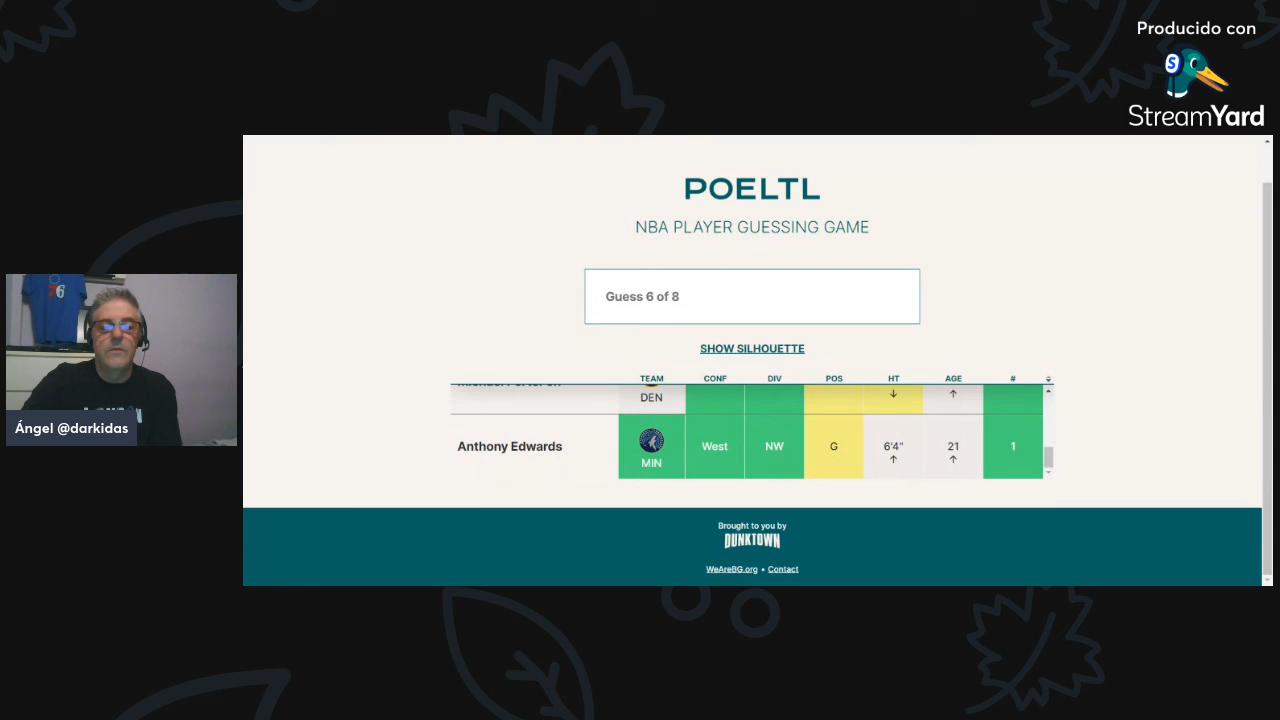 Producido con
StreamYard
POELTL
NBA PLAYER GUESSING GAME
Guess 6 of 8
SHOW SILHOUETTE
TEAM CONF DIV POS HT AGE #
DEN ↓ ↑
Anthony Edwards MIN West NW G 6'4" ↑ 21 ↑ 1
76
Ángel @darkidas
Brought to you by
DUNKTOWN
WeAreBG.org • Contact